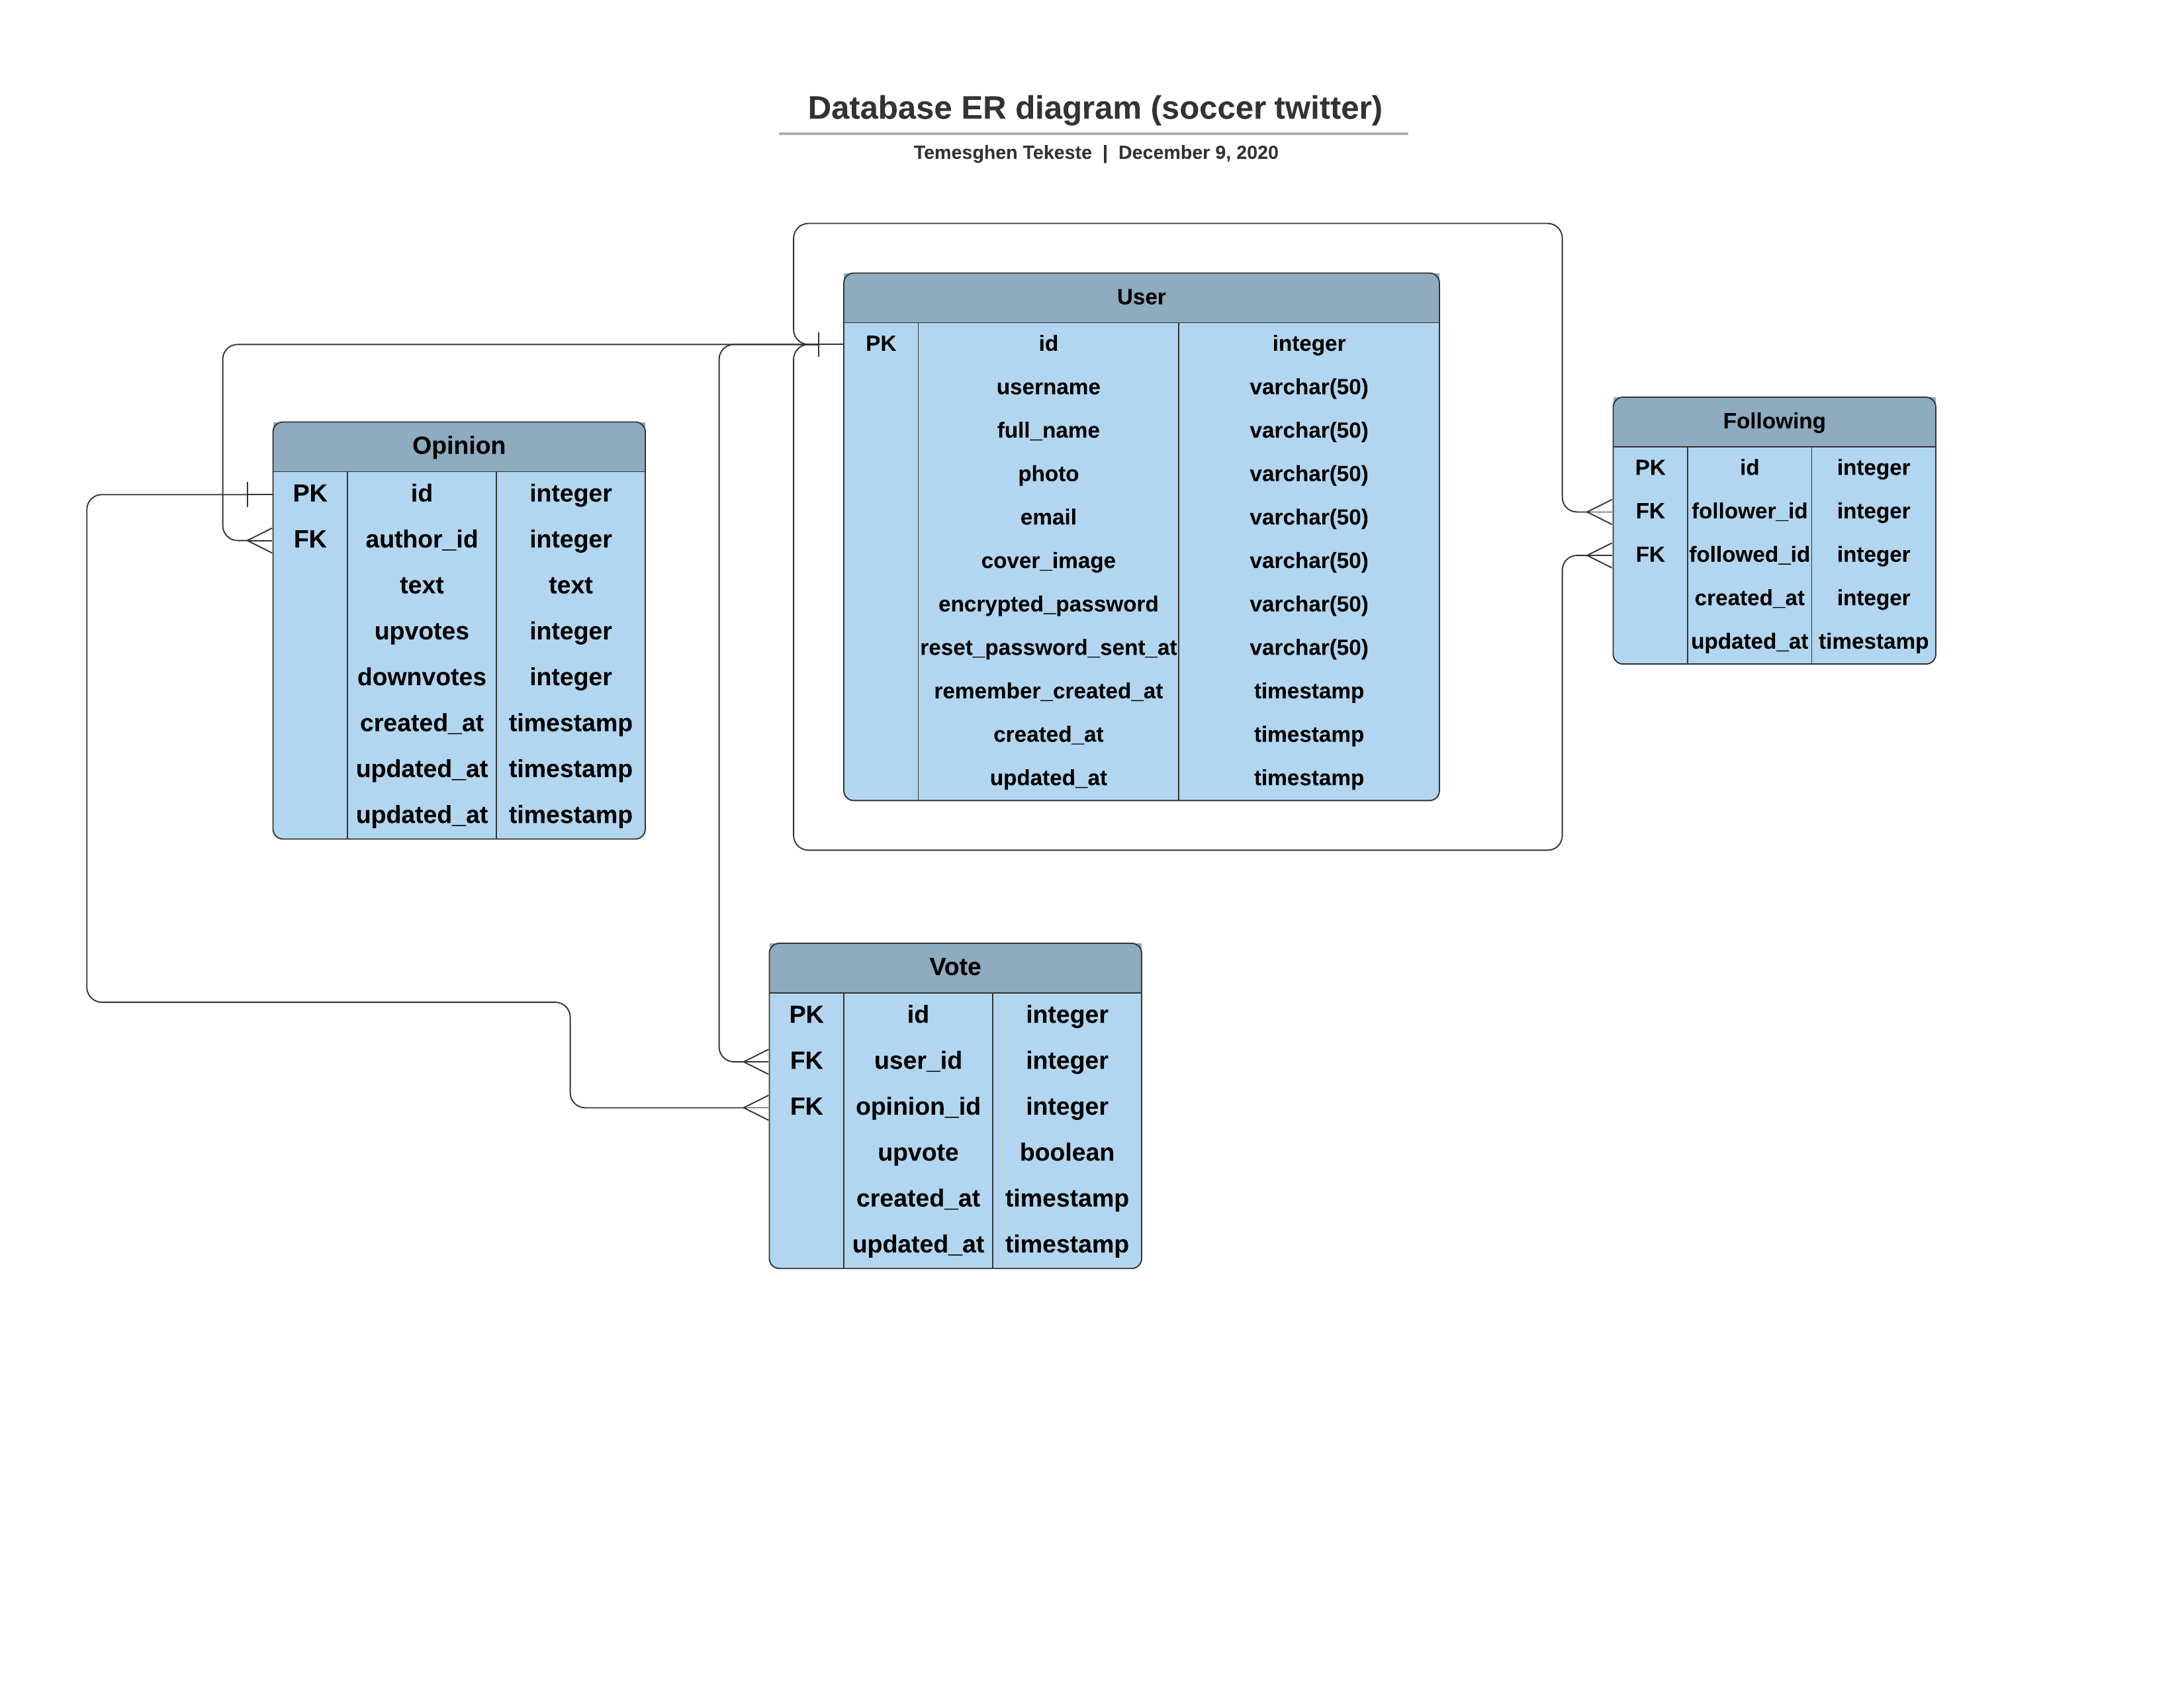 Database ER diagram (soccer twitter)
Temesghen Tekeste | December 9, 2020
User
PK id integer
username varchar(50)
full_name varchar(50)
photo varchar(50)
email varchar(50)
cover_image varchar(50)
encrypted_password varchar(50)
reset_password_sent_at varchar(50)
remember_created_at timestamp
created_at timestamp
updated_at timestamp
Opinion
PK id integer
FK author_id integer
text text
upvotes integer
downvotes integer
created_at timestamp
updated_at timestamp
updated_at timestamp
Following
PK id integer
FK follower_id integer
FK followed_id integer
created_at integer
updated_at timestamp
Vote
PK id integer
FK user_id integer
FK opinion_id integer
upvote boolean
created_at timestamp
updated_at timestamp